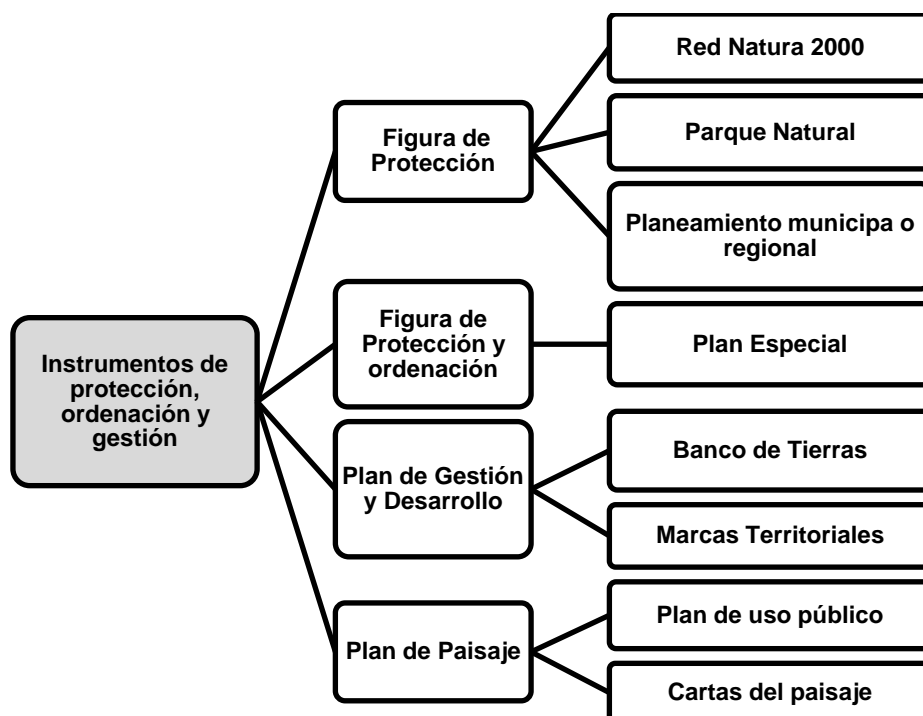 Instrumentos de
protección,
ordenación y
gestión
Figura de
Protección
Red Natura 2000
Parque Natural
Planeamiento municipa o
regional
Figura de
Protección y
ordenación
Plan Especial
Plan de Gestión
y Desarrollo
Banco de Tierras
Marcas Territoriales
Plan de Paisaje
Plan de uso público
Cartas del paisaje